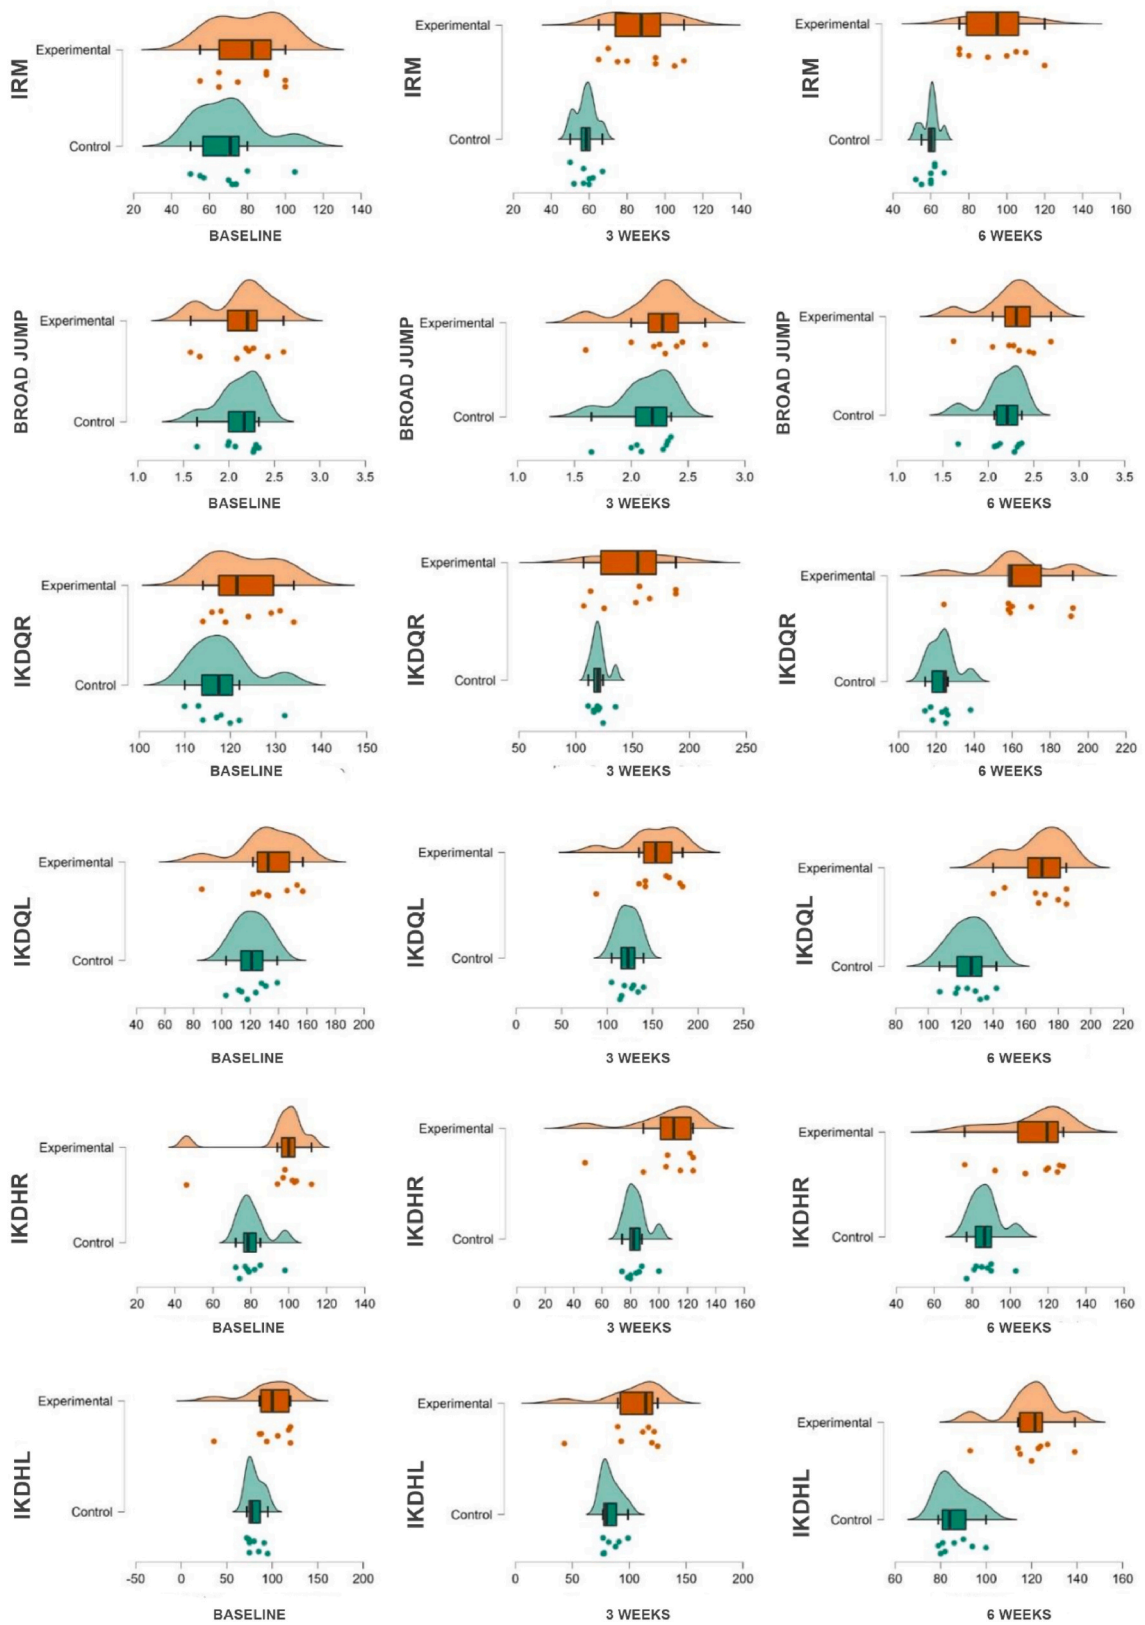 IRM
Experimental
Control
20 40 60 80 100 120 140
BASELINE
IRM
Experimental
Control
20 40 60 80 100 120 140
3 WEEKS
IRM
Experimental
Control
40 60 80 100 120 140 160
6 WEEKS
BROAD JUMP
Experimental
Control
1.0 1.5 2.0 2.5 3.0 3.5
BASELINE
BROAD JUMP
Experimental
Control
1.0 1.5 2.0 2.5 3.0
3 WEEKS
BROAD JUMP
Experimental
Control
1.0 1.5 2.0 2.5 3.0 3.5
6 WEEKS
IKDQR
Experimental
Control
100 110 120 130 140 150
BASELINE
IKDQR
Experimental
Control
50 100 150 200 250
3 WEEKS
IKDQR
Experimental
Control
100 120 140 160 180 200 220
6 WEEKS
IKDQL
Experimental
Control
40 60 80 100 120 140 160 180 200
BASELINE
IKDQL
Experimental
Control
0 50 100 150 200 250
3 WEEKS
IKDQL
Experimental
Control
80 100 120 140 160 180 200 220
6 WEEKS
IKDHR
Experimental
Control
20 40 60 80 100 120 140
BASELINE
IKDHR
Experimental
Control
0 20 40 60 80 100 120 140 160
3 WEEKS
IKDHR
Experimental
Control
40 60 80 100 120 140 160
6 WEEKS
IKDHL
Experimental
Control
-50 0 50 100 150 200
BASELINE
IKDHL
Experimental
Control
0 50 100 150 200
3 WEEKS
IKDHL
Experimental
Control
60 80 100 120 140 160
6 WEEKS